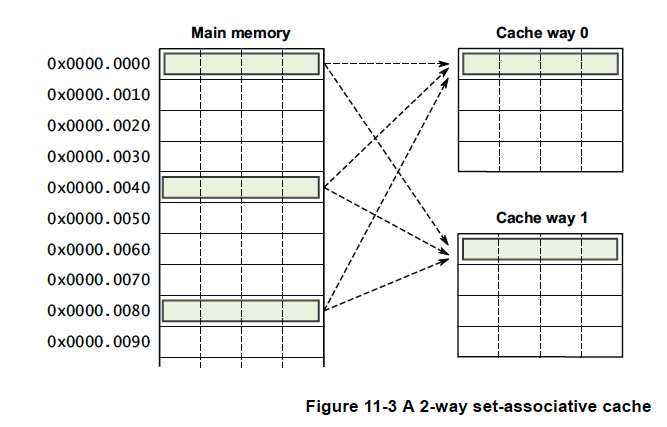 Main memory
Cache way 0
0x0000.0000
0x0000.0010
0x0000.0020
0x0000.0030
0x0000.0040
0x0000.0050
0x0000.0060
0x0000.0070
0x0000.0080
0x0000.0090
Cache way 1
Figure 11-3 A 2-way set-associative cache